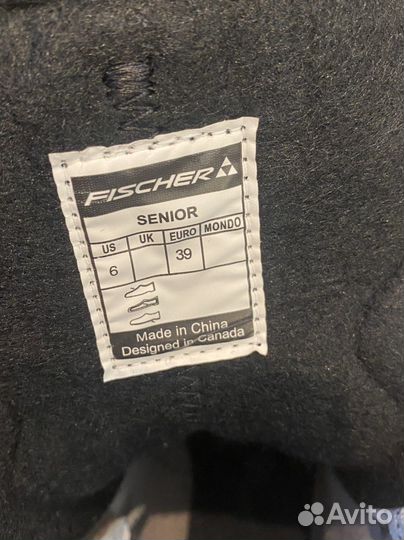 FISCHER
SENIOR
US UK EURO MONDO
6 39
Made in China
Designed in Canada
Avito